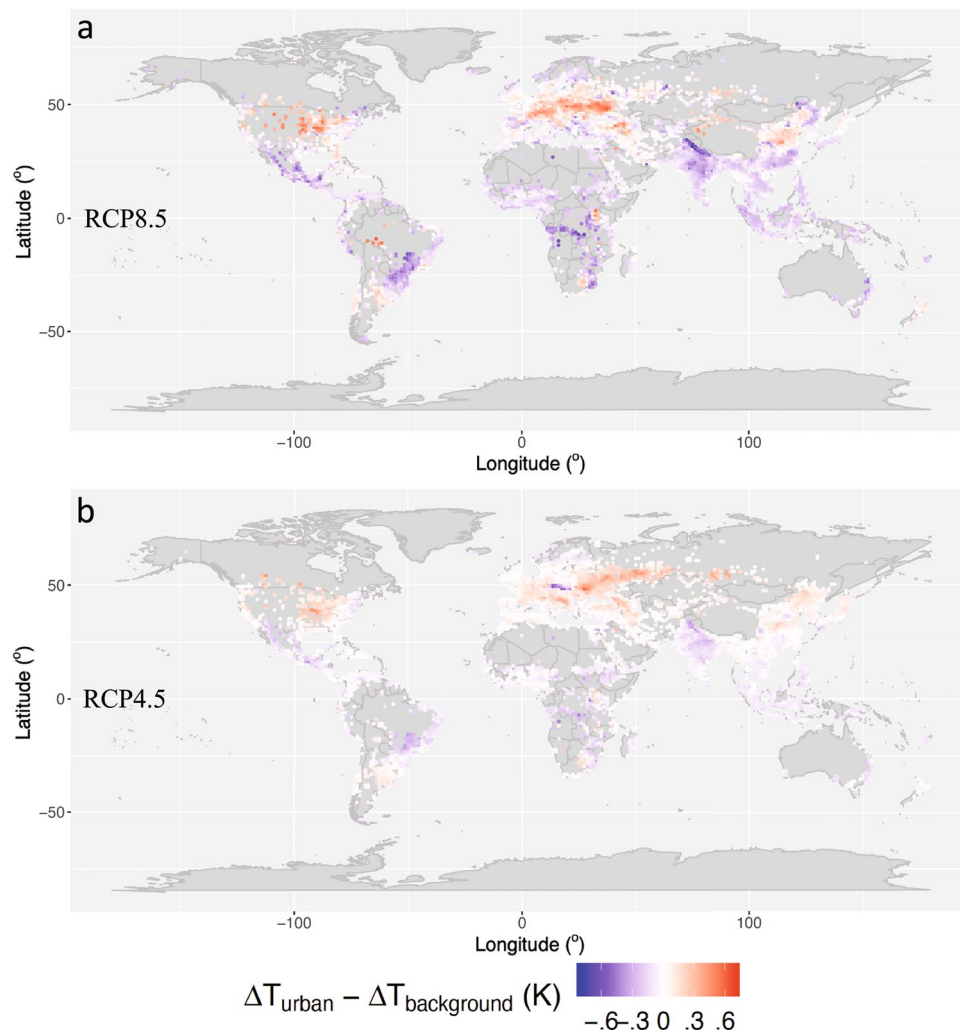 a
50
0
−50
Latitude (°)
RCP8.5
−100
0
100
Longitude (°)
b
50
0
−50
Latitude (°)
RCP4.5
−100
0
100
Longitude (°)
ΔTurban − ΔTbackground (K)
−.6 −.3 0 .3 .6